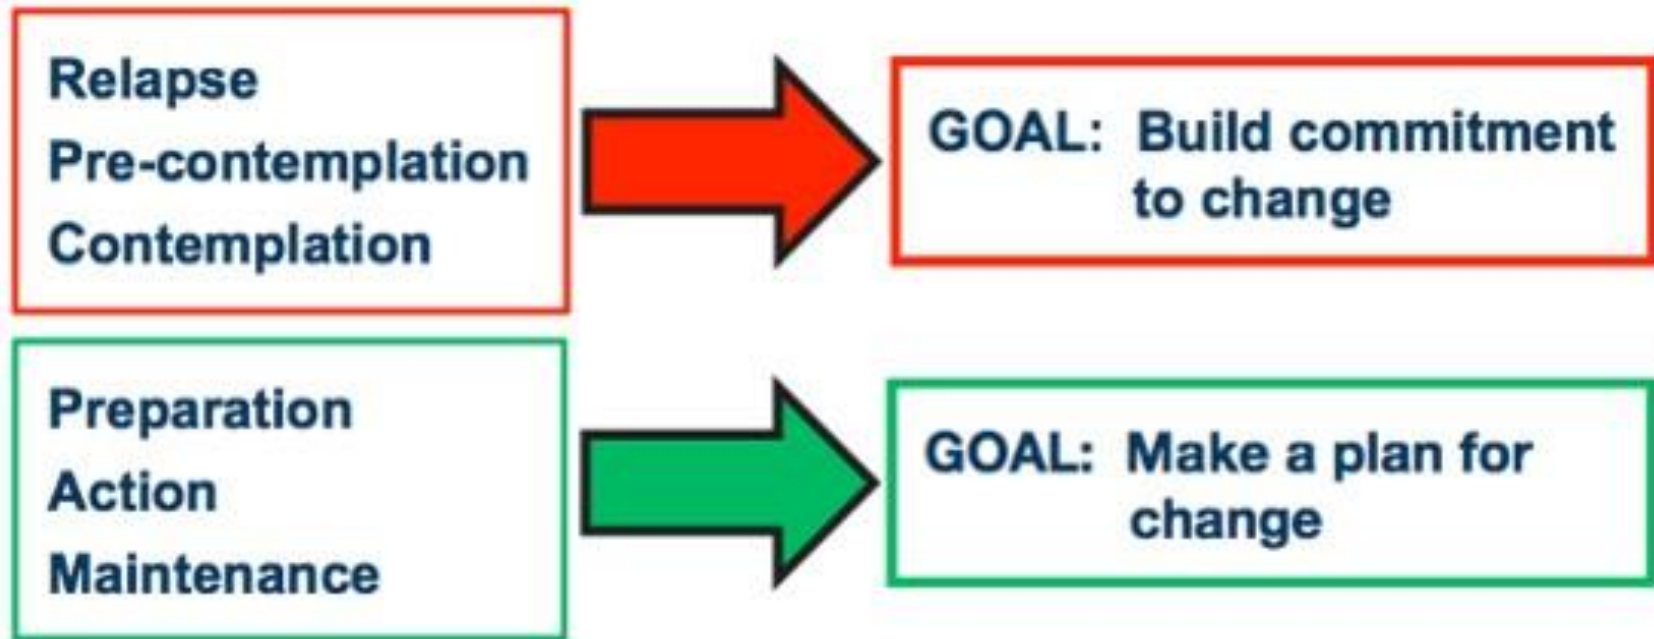 Relapse
Pre-contemplation
Contemplation
GOAL: Build commitment
to change
Preparation
Action
Maintenance
GOAL: Make a plan for
change